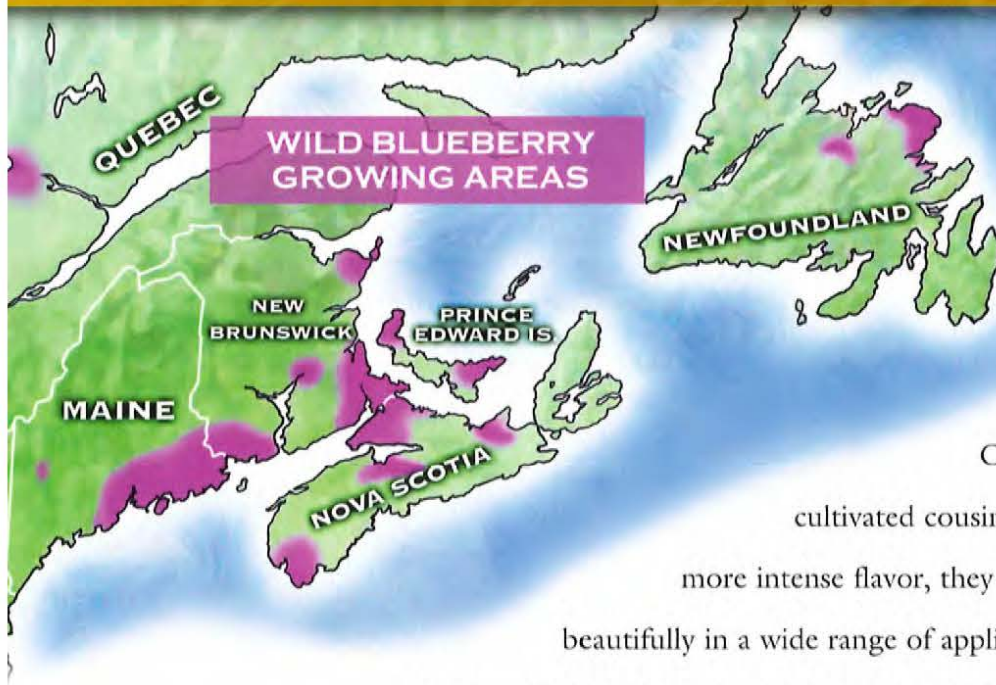 QUEBEC
WILD BLUEBERRY
GROWING AREAS
NEWFOUNDLAND
NEW
BRUNSWICK
PRINCE
EDWARD IS.
MAINE
NOVA SCOTIA
C
cultivated cousin
more intense flavor, they
beautifully in a wide range of appli